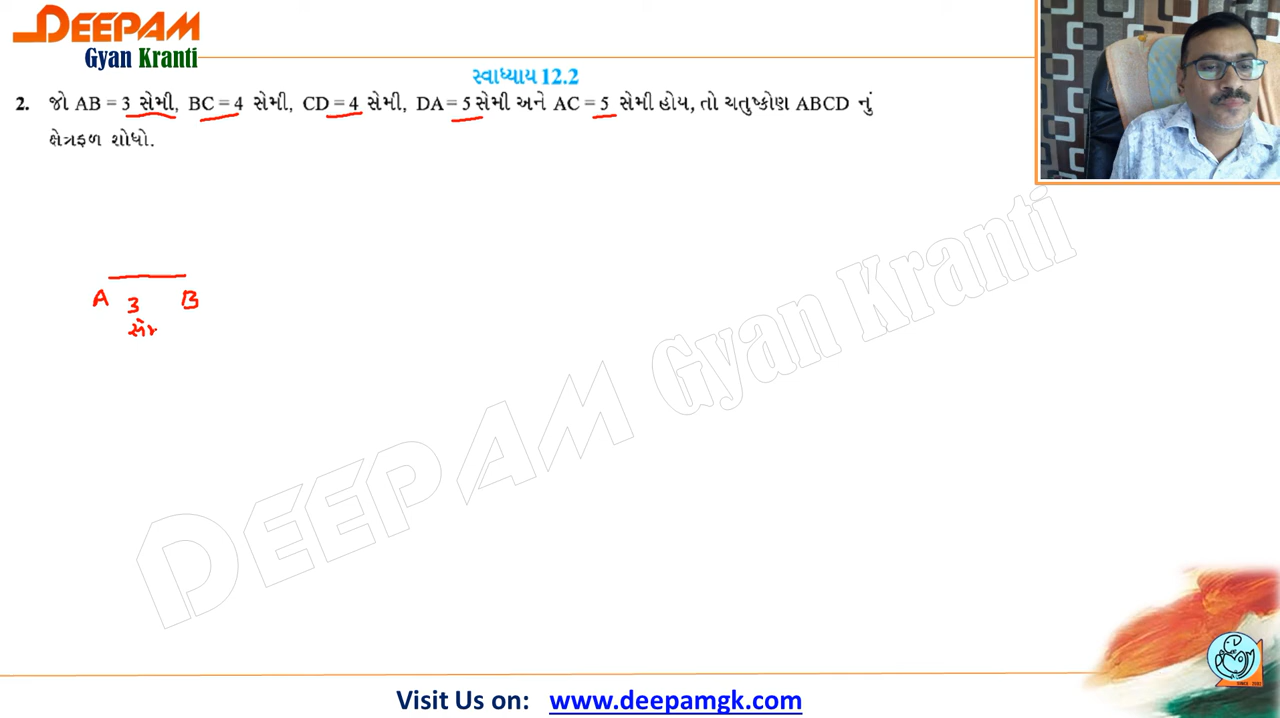 DEEPAM
Gyan Kranti
સ્વાધ્યાય 12.2
2. જો AB = 3 સેમી, BC = 4 સેમી, CD = 4 સેમી, DA = 5 સેમી અને AC = 5 સેમી હોય, તો ચતુષ્કોણ ABCD નું
ક્ષેત્રફળ શોધો.
A 3 B
DEEPAM Gyan Kranti
Visit Us on: www.deepamgk.com